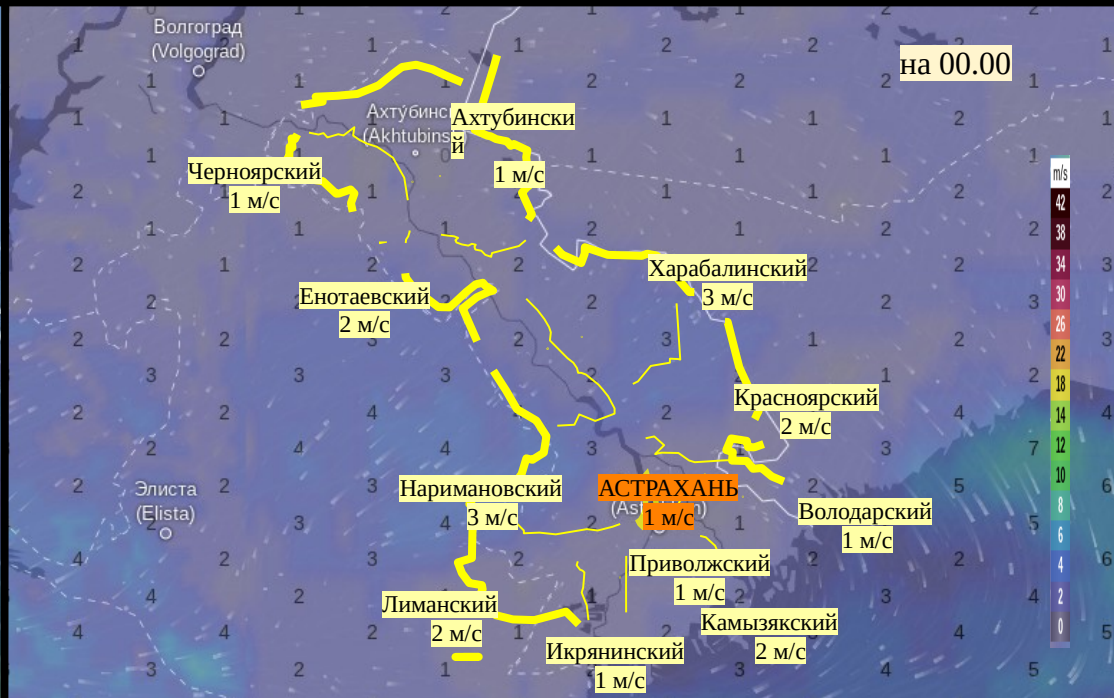 Волгоград
(Volgograd)
на 00.00
Ахтýбинск
(Akhtubinsk)
Ахтубински
й
1 м/с
Черноярский
1 м/с
Харабалинский
3 м/с
Енотаевский
2 м/с
Красноярский
2 м/с
Элиста
(Elista)
Наримановский
3 м/с
АСТРАХАНЬ
1 м/с
Володарский
1 м/с
Приволжский
1 м/с
Лиманский
2 м/с
Камызякский
2 м/с
Икрянинский
1 м/с
m/s
42
38
34
30
26
22
18
14
12
10
8
6
4
2
0